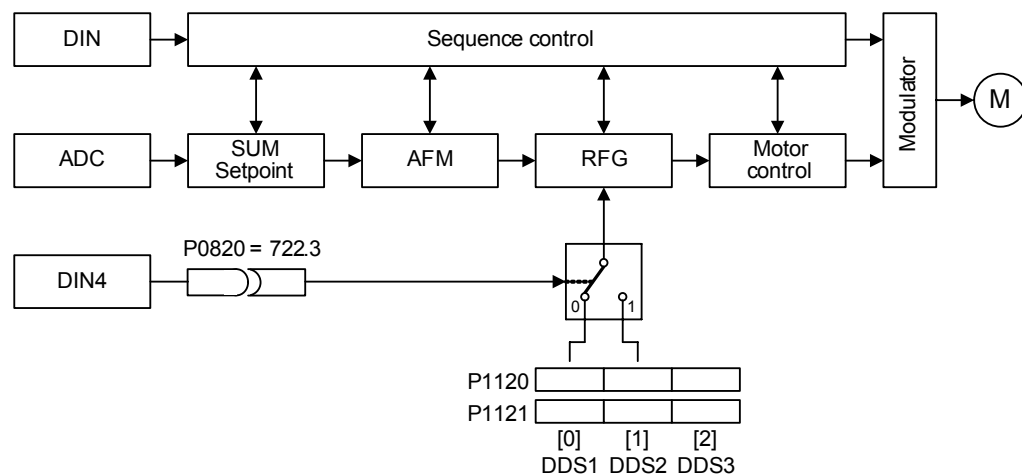 DIN
Sequence control
Modulator
M
ADC
SUM
Setpoint
AFM
RFG
Motor
control
DIN4
P0820 = 722.3
0
1
P1120
P1121
[0] [1] [2]
DDS1 DDS2 DDS3